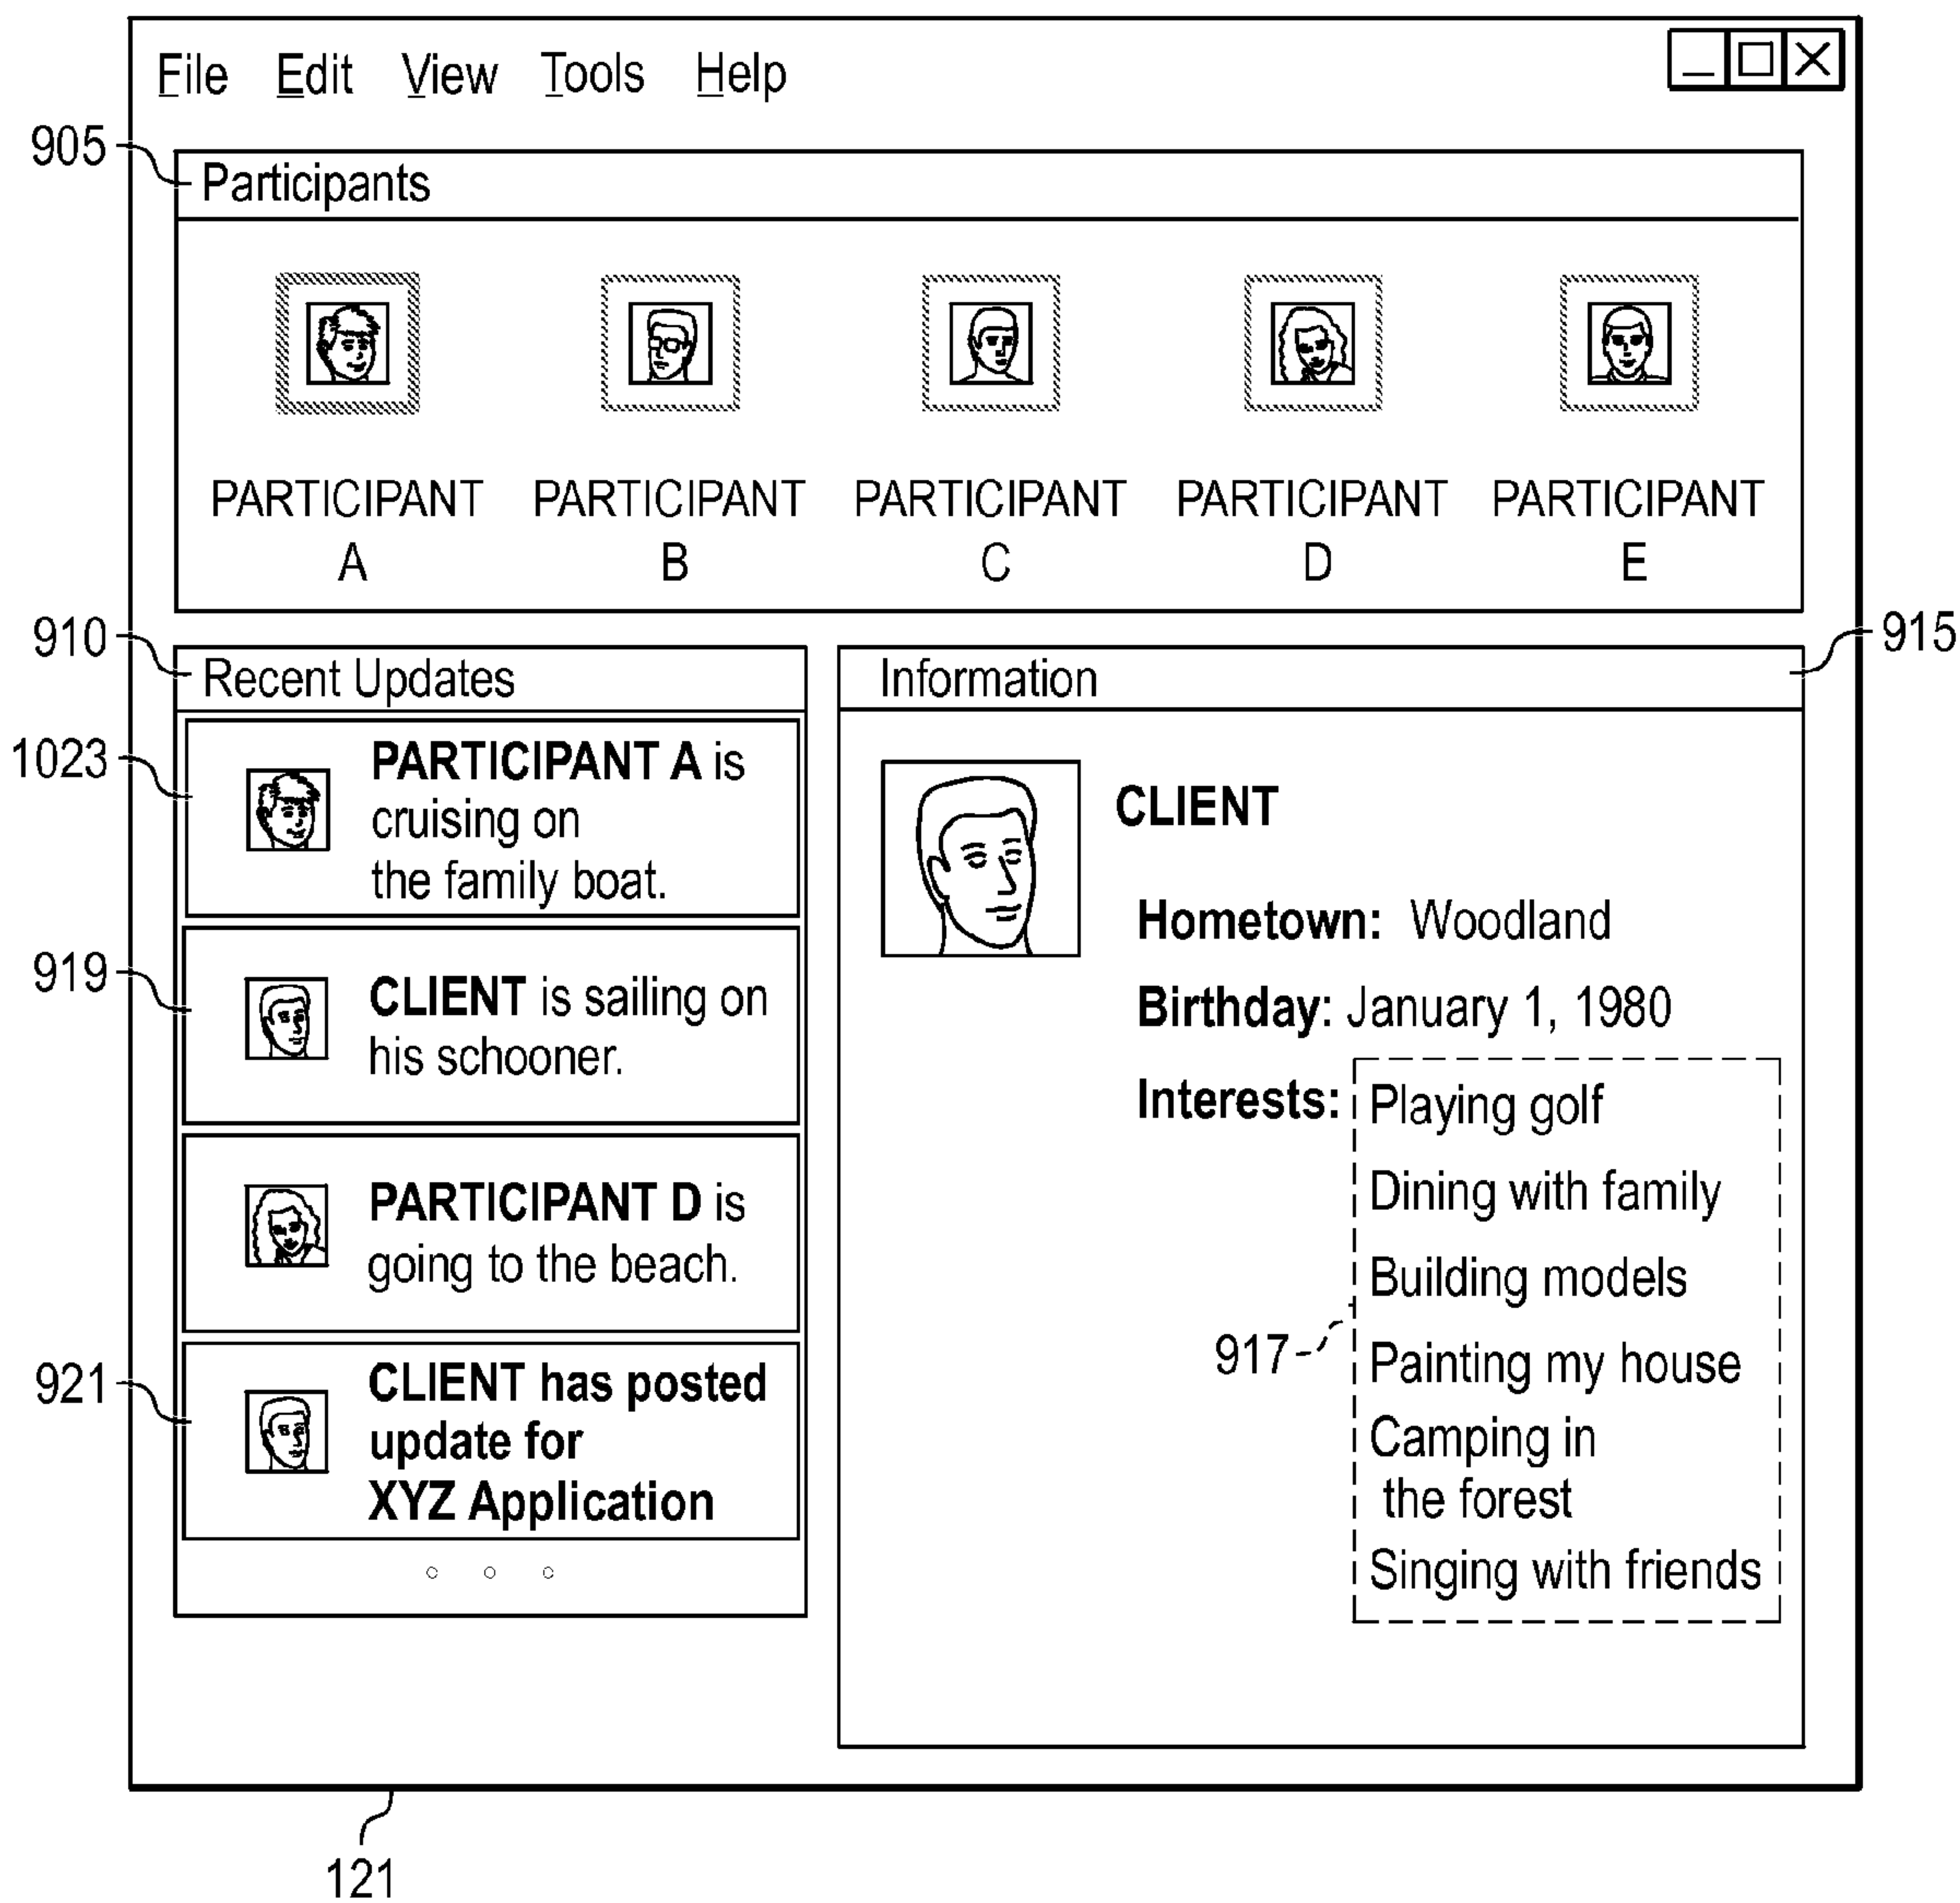 File Edit View Tools Help
905
Participants
PARTICIPANT A
PARTICIPANT B
PARTICIPANT C
PARTICIPANT D
PARTICIPANT E
910
Recent Updates
1023
PARTICIPANT A is
cruising on
the family boat.
919
CLIENT is sailing on
his schooner.
PARTICIPANT D is
going to the beach.
921
CLIENT has posted
update for
XYZ Application
915
Information
CLIENT
Hometown: Woodland
Birthday: January 1, 1980
Interests: Playing golf
Dining with family
Building models
917
Painting my house
Camping in
the forest
Singing with friends
121